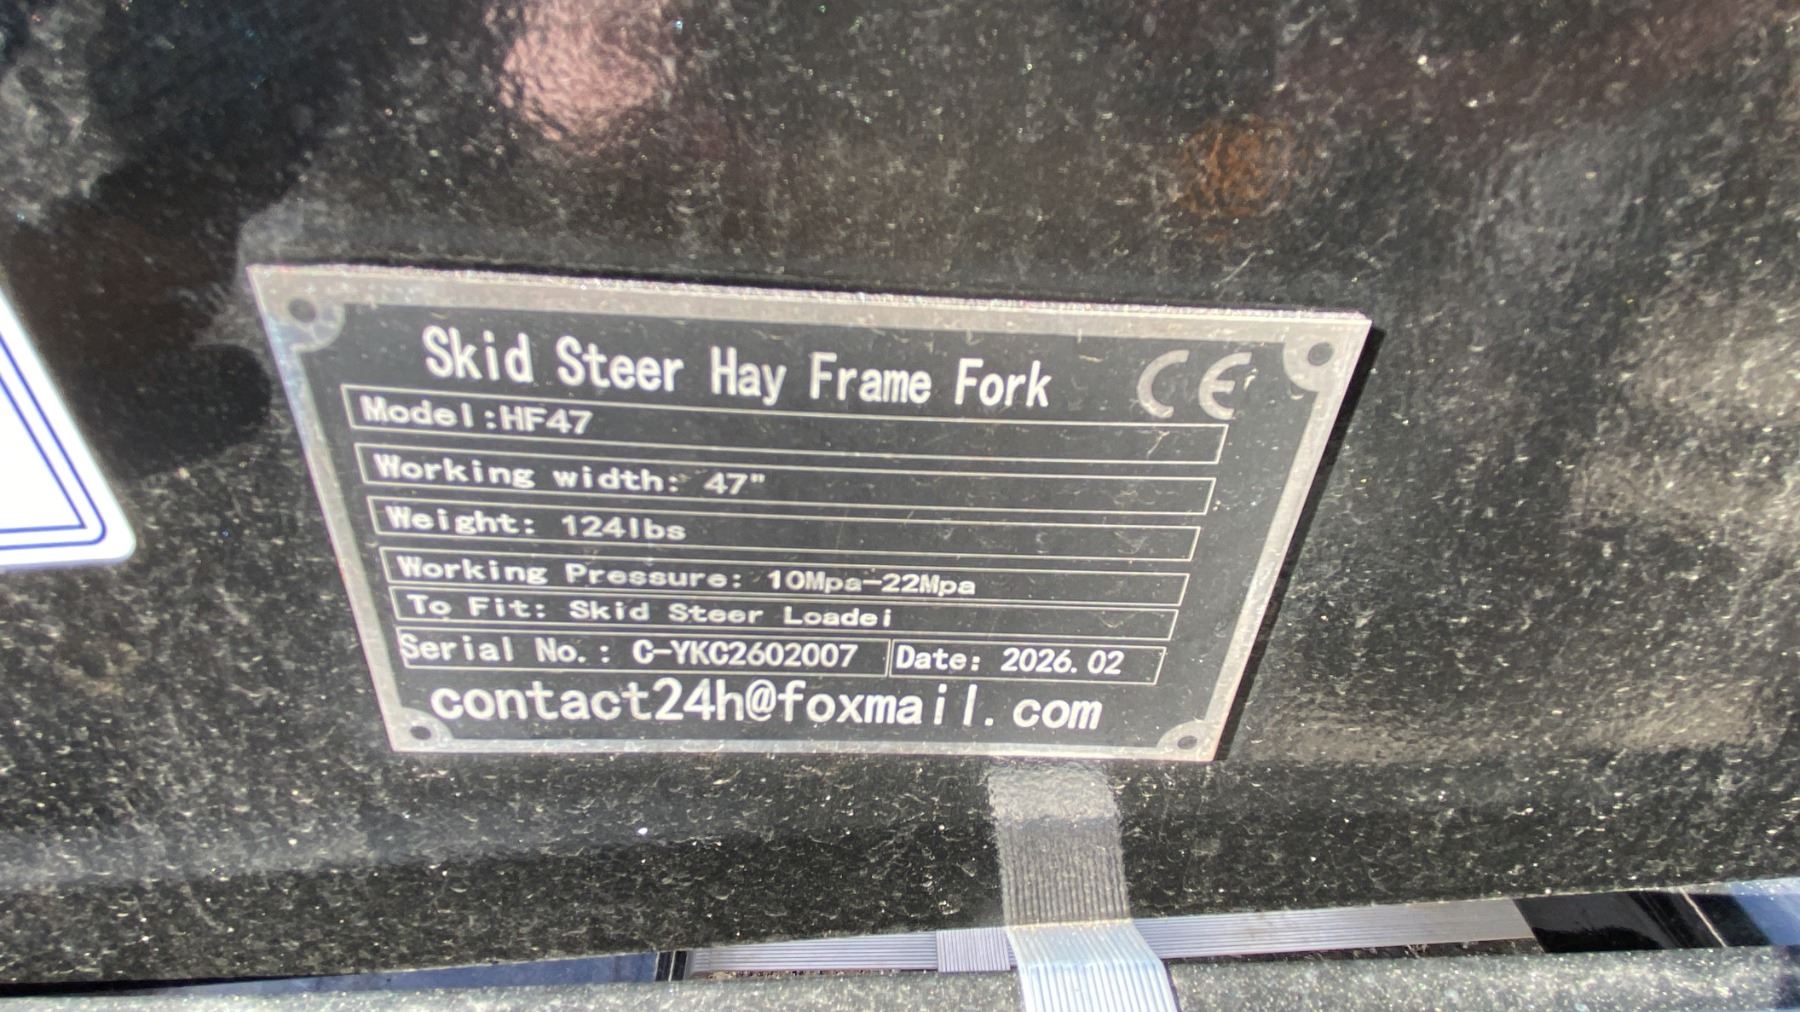 Skid Steer Hay Frame Fork CE
Model:HF47
Working width: 47"
Weight: 124lbs
Working Pressure: 10Mpa-22Mpa
To Fit: Skid Steer Loadei
Serial No.: C-YKC2602007 Date: 2026.02
contact24h@foxmail.com